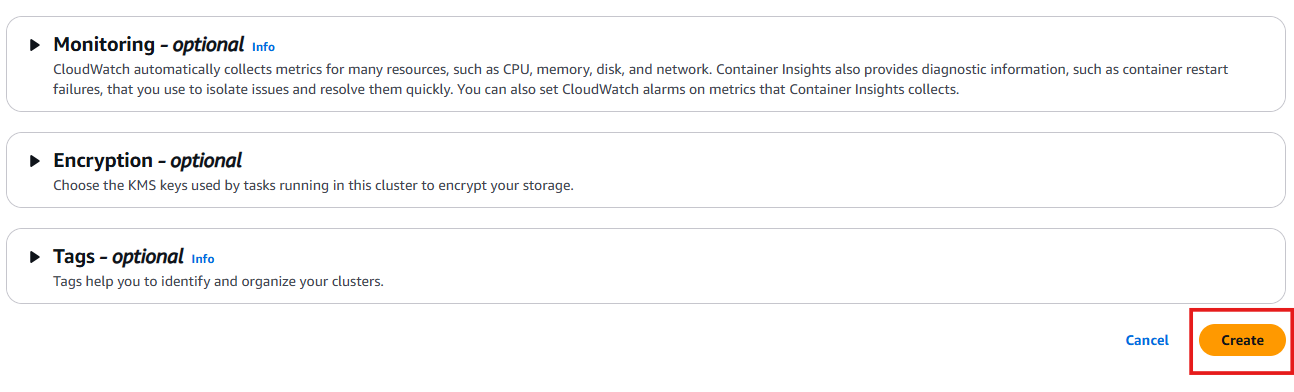 Monitoring - optional Info
CloudWatch automatically collects metrics for many resources, such as CPU, memory, disk, and network. Container Insights also provides diagnostic information, such as container restart
failures, that you use to isolate issues and resolve them quickly. You can also set CloudWatch alarms on metrics that Container Insights collects.
Encryption - optional
Choose the KMS keys used by tasks running in this cluster to encrypt your storage.
Tags - optional Info
Tags help you to identify and organize your clusters.
Cancel Create